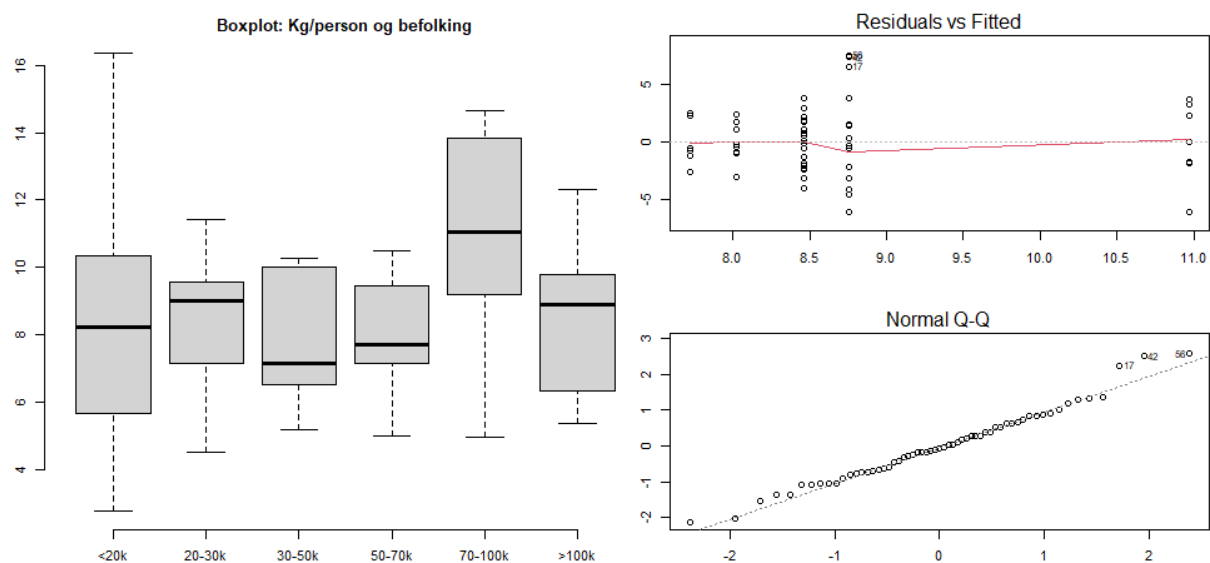 Boxplot: Kg/person og befolking
16
14
12
10
8
6
4
<20k 20-30k 30-50k 50-70k 70-100k >100k
Residuals vs Fitted
5
0
-5
56
42
17
8.0 8.5 9.0 9.5 10.0 10.5 11.0
Normal Q-Q
3
2
1
0
-1
-2
17 42 56
-2 -1 0 1 2